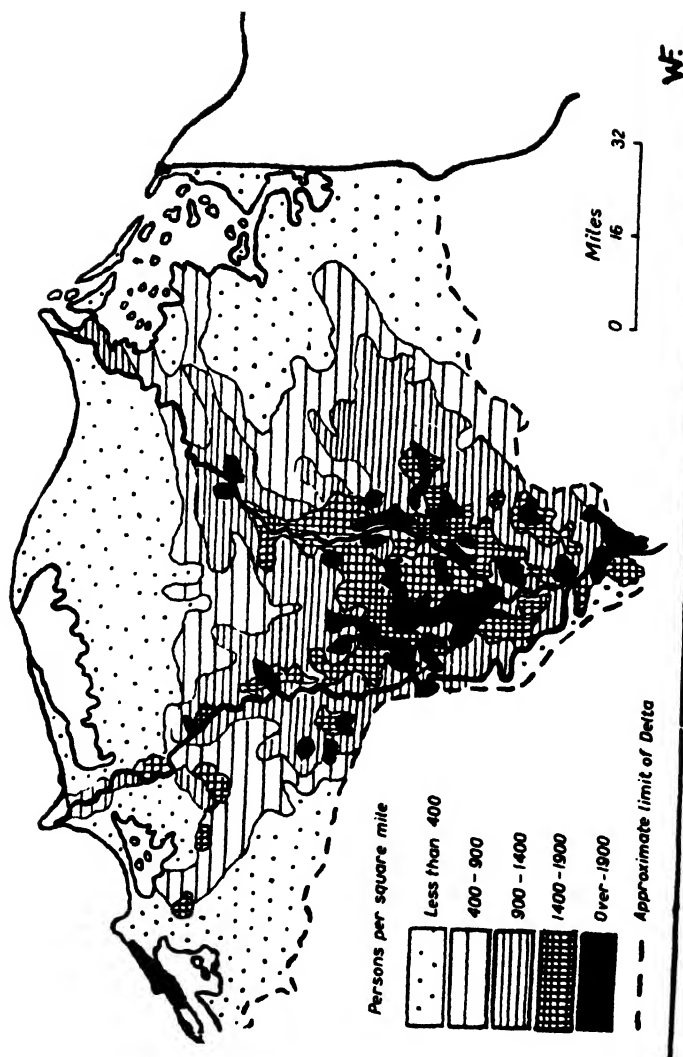 Persons per square mile
Less than 400
400-900
900-1400
1400-1900
Over-1900
Approximate limit of Delta
Miles
0 16 32
W.F.